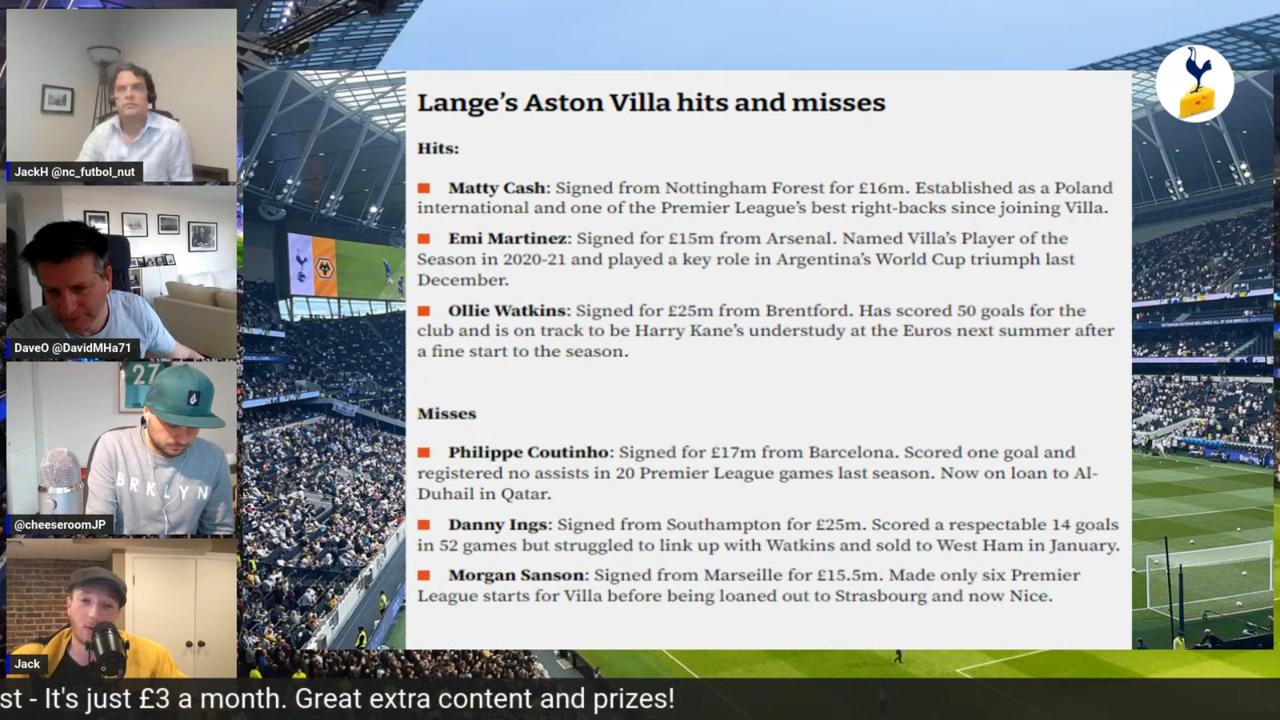 JackH @nc_futbol_nut
DaveO @DavidMHa71
27
BRKLYN
@cheeseroomJP
Jack
Lange's Aston Villa hits and misses
Hits:
Matty Cash: Signed from Nottingham Forest for £16m. Established as a Poland
international and one of the Premier League's best right-backs since joining Villa.
Emi Martinez: Signed for £15m from Arsenal. Named Villa's Player of the
Season in 2020-21 and played a key role in Argentina's World Cup triumph last
December.
Ollie Watkins: Signed for £25m from Brentford. Has scored 50 goals for the
club and is on track to be Harry Kane's understudy at the Euros next summer after
a fine start to the season.
Misses
Philippe Coutinho: Signed for £17m from Barcelona. Scored one goal and
registered no assists in 20 Premier League games last season. Now on loan to Al-
Duhail in Qatar.
Danny Ings: Signed from Southampton for £25m. Scored a respectable 14 goals
in 52 games but struggled to link up with Watkins and sold to West Ham in January.
Morgan Sanson: Signed from Marseille for £15.5m. Made only six Premier
League starts for Villa before being loaned out to Strasbourg and now Nice.
st - It's just £3 a month. Great extra content and prizes!